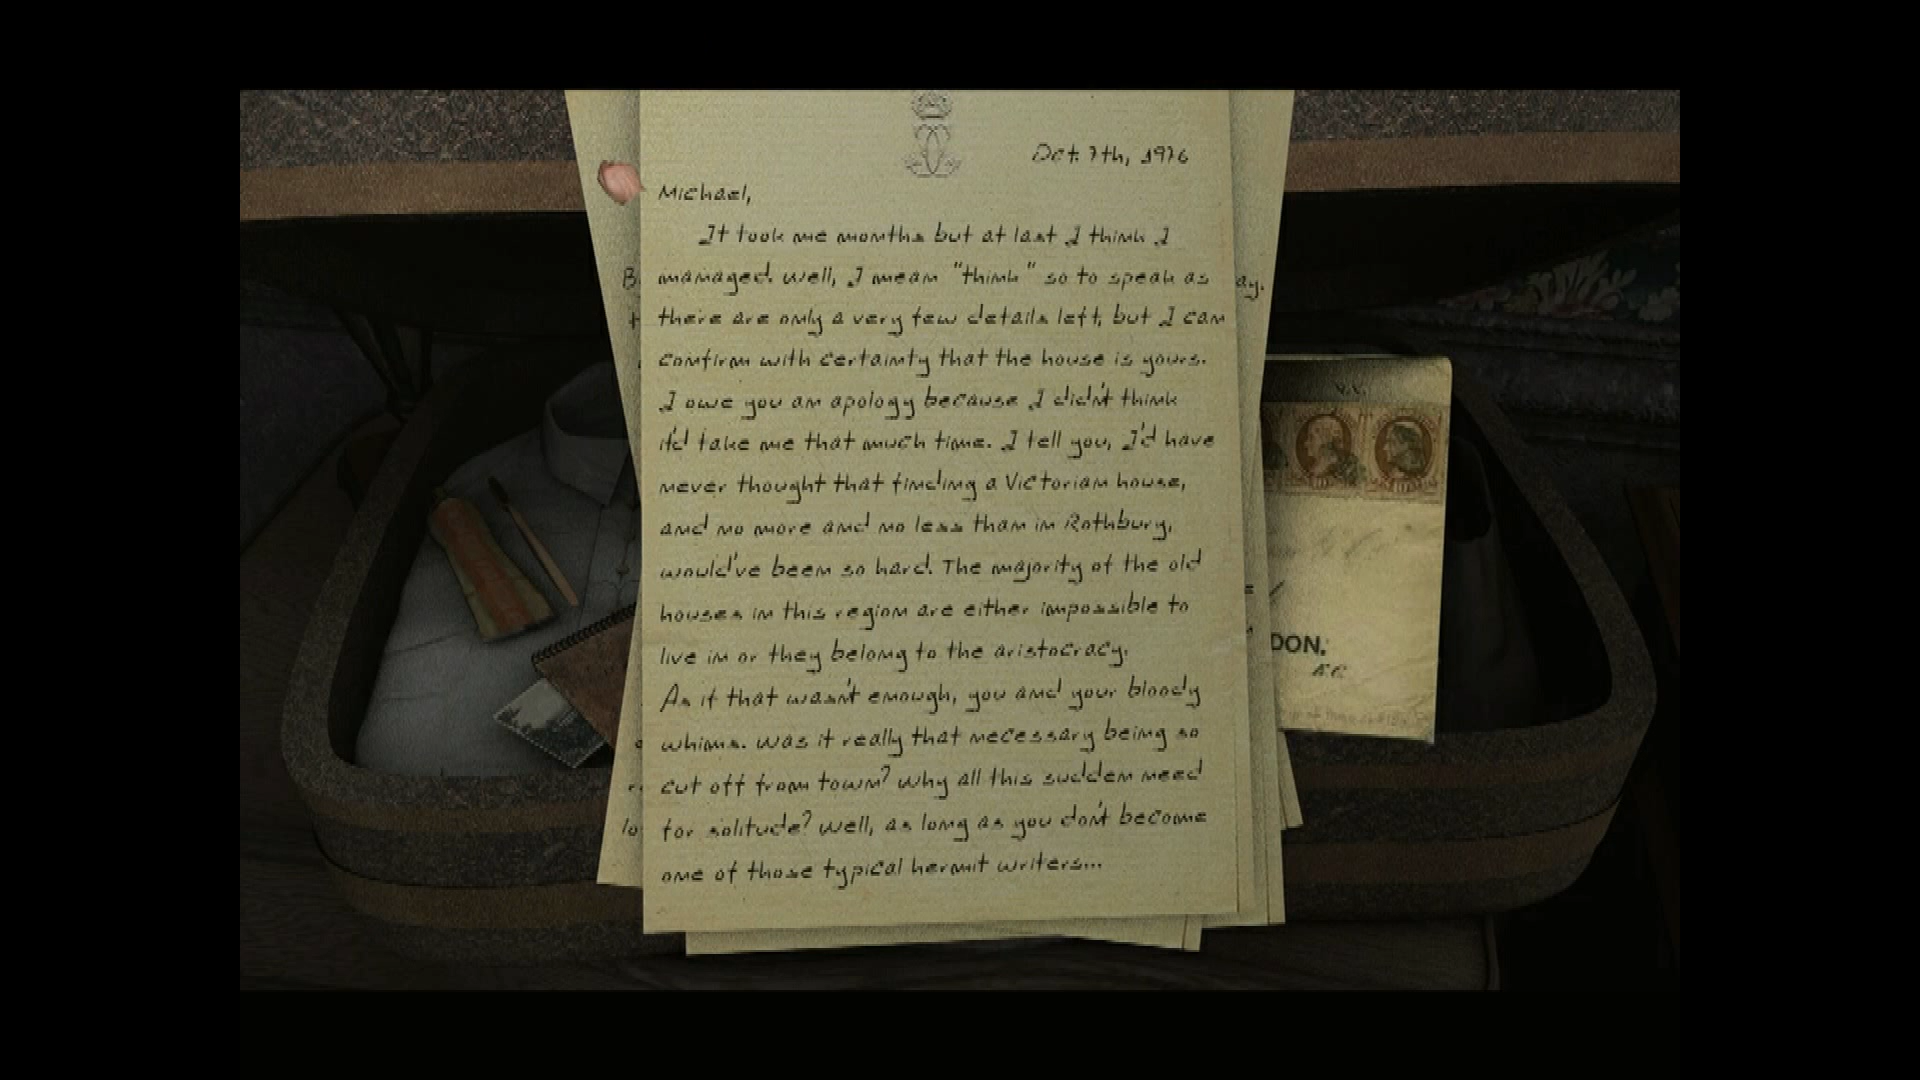 Oct. 7th, 1976
Michael,
It took me months but at last I think I
managed. Well, I mean "think" so to speak as
there are only a very few details left, but I can
confirm with certainty that the house is yours.
I owe you an apology because I didn't think
it'd take me that much time. I tell you, I'd have
never thought that finding a Victorian house,
and no more and no less than in Rothbury,
would've been so hard. The majority of the old
houses in this region are either impossible to
live in or they belong to the aristocracy.
As if that wasn't enough, you and your bloody
whims. Was it really that necessary being so
cut off from town? Why all this sudden need
for solitude? Well, as long as you don't become
one of those typical hermit writers...
ay.
lo
DON,
E.C.